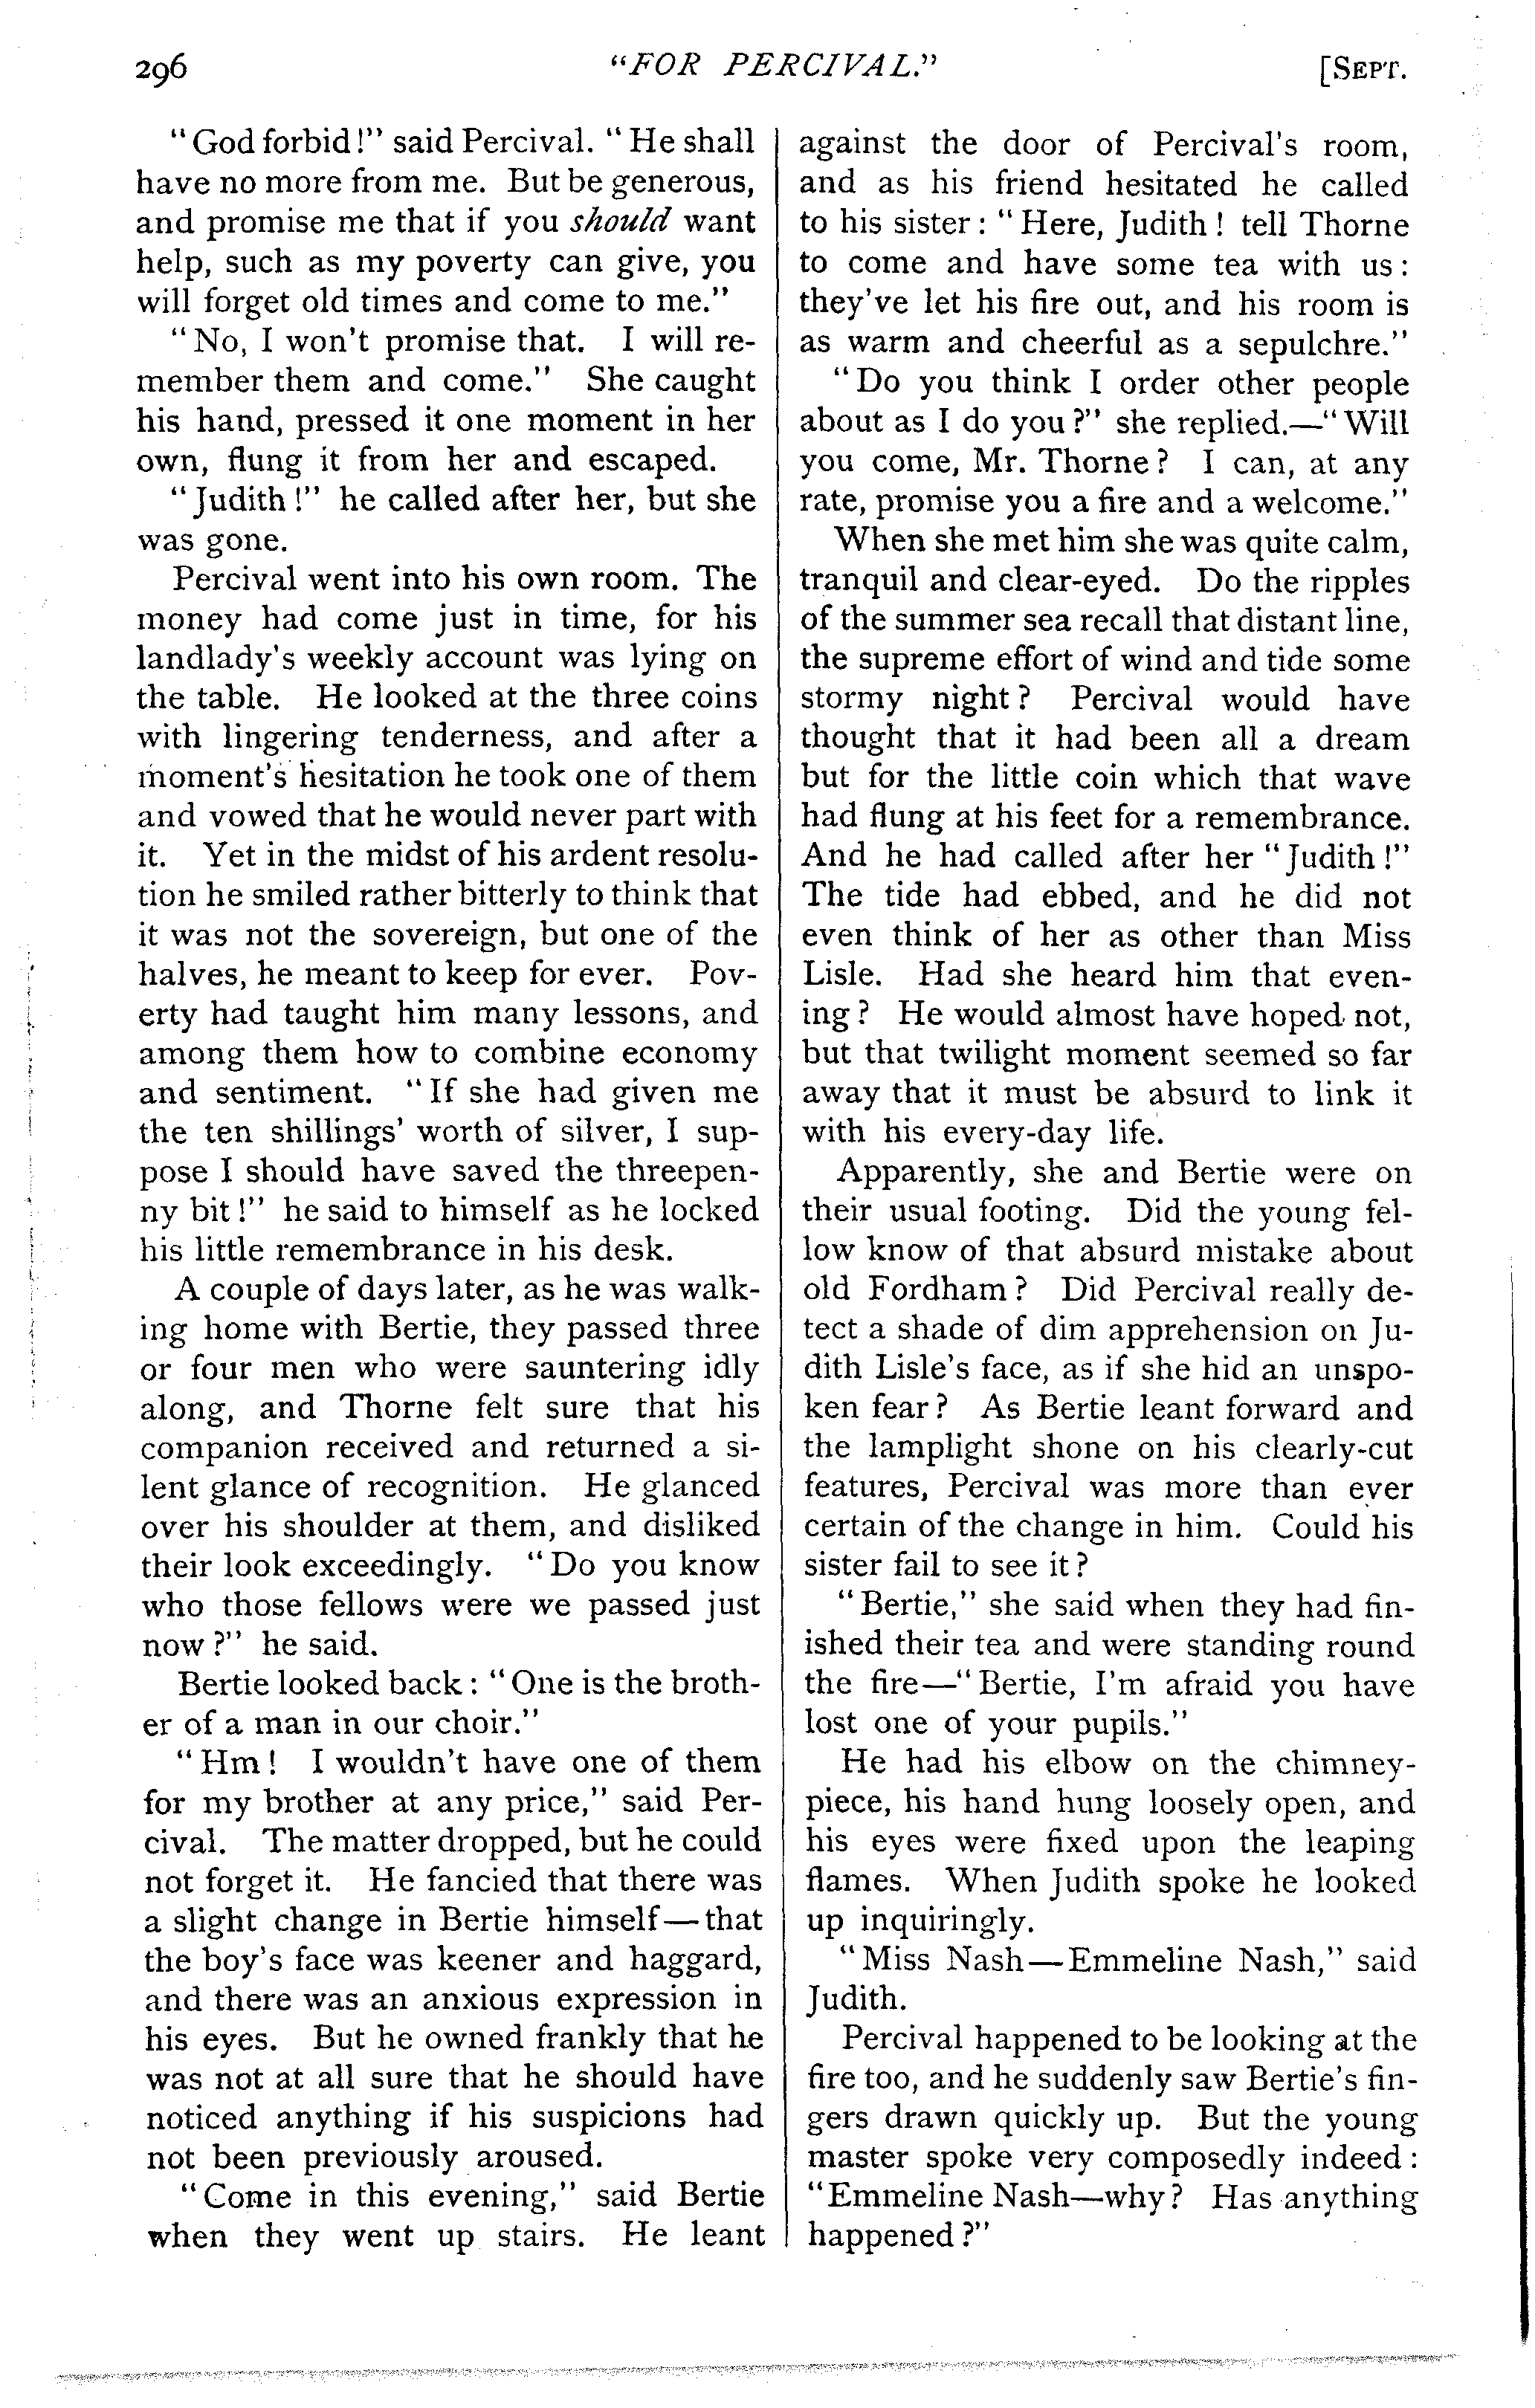 296
"FOR PERCIVAL."
[SEPT.
"God forbid!" said Percival. "He shall
have no more from me. But be generous,
and promise me that if you should want
help, such as my poverty can give, you
will forget old times and come to me."
"No, I won't promise that. I will re-
member them and come." She caught
his hand, pressed it one moment in her
own, flung it from her and escaped.
"Judith!" he called after her, but she
was gone.
Percival went into his own room. The
money had come just in time, for his
landlady's weekly account was lying on
the table. He looked at the three coins
with lingering tenderness, and after a
moment's hesitation he took one of them
and vowed that he would never part with
it. Yet in the midst of his ardent resolu-
tion he smiled rather bitterly to think that
it was not the sovereign, but one of the
halves, he meant to keep for ever. Pov-
erty had taught him many lessons, and
among them how to combine economy
and sentiment. "If she had given me
the ten shillings' worth of silver, I sup-
pose I should have saved the threepen-
ny bit!" he said to himself as he locked
his little remembrance in his desk.
A couple of days later, as he was walk-
ing home with Bertie, they passed three
or four men who were sauntering idly
along, and Thorne felt sure that his
companion received and returned a si-
lent glance of recognition. He glanced
over his shoulder at them, and disliked
their look exceedingly. "Do you know
who those fellows were we passed just
now?" he said.
Bertie looked back: "One is the broth-
er of a man in our choir."
"Hm! I wouldn't have one of them
for my brother at any price," said Per-
cival. The matter dropped, but he could
not forget it. He fancied that there was
a slight change in Bertie himself—that
the boy's face was keener and haggard,
and there was an anxious expression in
his eyes. But he owned frankly that he
was not at all sure that he should have
noticed anything if his suspicions had
not been previously aroused.
"Come in this evening," said Bertie
when they went up stairs. He leant
against the door of Percival's room,
and as his friend hesitated he called
to his sister: "Here, Judith! tell Thorne
to come and have some tea with us:
they've let his fire out, and his room is
as warm and cheerful as a sepulchre."
"Do you think I order other people
about as I do you?" she replied.—"Will
you come, Mr. Thorne? I can, at any
rate, promise you a fire and a welcome."
When she met him she was quite calm,
tranquil and clear-eyed. Do the ripples
of the summer sea recall that distant line,
the supreme effort of wind and tide some
stormy night? Percival would have
thought that it had been all a dream
but for the little coin which that wave
had flung at his feet for a remembrance.
And he had called after her "Judith!"
The tide had ebbed, and he did not
even think of her as other than Miss
Lisle. Had she heard him that even-
ing? He would almost have hoped not,
but that twilight moment seemed so far
away that it must be absurd to link it
with his every-day life.
Apparently, she and Bertie were on
their usual footing. Did the young fel-
low know of that absurd mistake about
old Fordham? Did Percival really de-
tect a shade of dim apprehension on Ju-
dith Lisle's face, as if she hid an unspo-
ken fear? As Bertie leant forward and
the lamplight shone on his clearly-cut
features, Percival was more than ever
certain of the change in him. Could his
sister fail to see it?
"Bertie," she said when they had fin-
ished their tea and were standing round
the fire—"Bertie, I'm afraid you have
lost one of your pupils."
He had his elbow on the chimney-
piece, his hand hung loosely open, and
his eyes were fixed upon the leaping
flames. When Judith spoke he looked
up inquiringly.
"Miss Nash—Emmeline Nash," said
Judith.
Percival happened to be looking at the
fire too, and he suddenly saw Bertie's fin-
gers drawn quickly up. But the young
master spoke very composedly indeed:
"Emmeline Nash—why? Has anything
happened?"